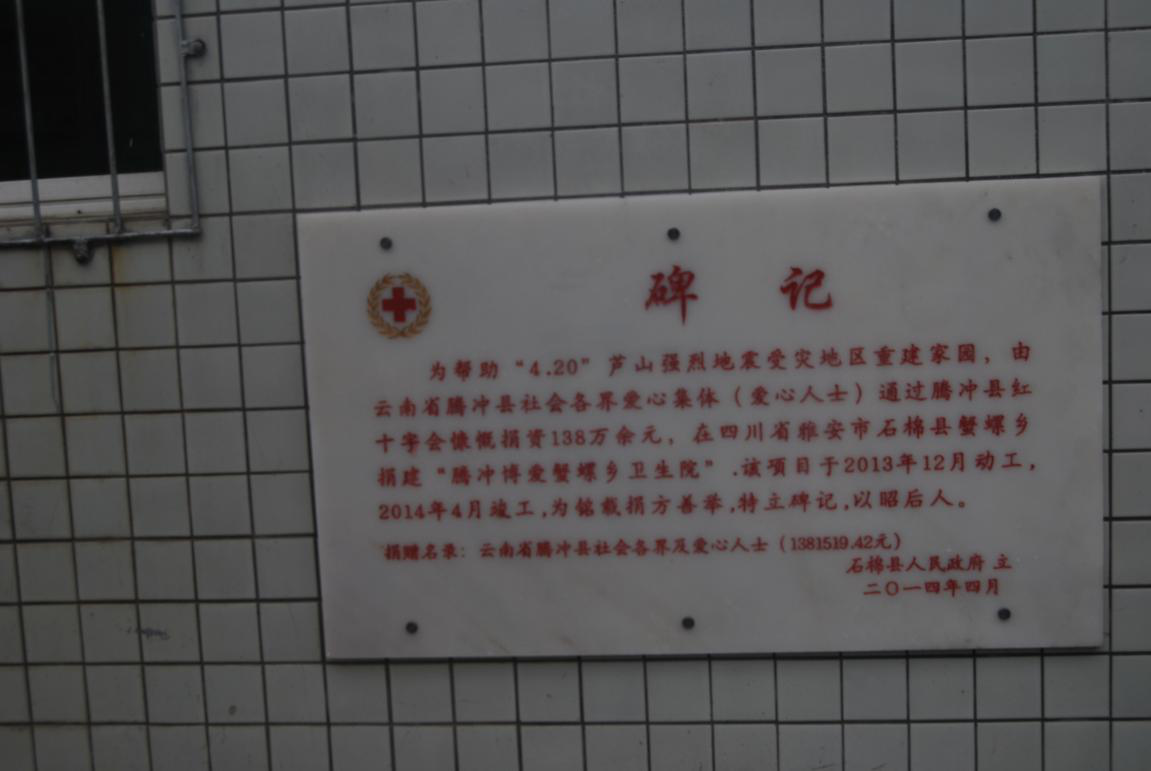 碑 记
为帮助“4.20”芦山强烈地震受灾地区重建家园，由
云南省腾冲县社会各界爱心集体（爱心人士）通过腾冲县红
十字会慷慨捐资138万余元，在四川省雅安市石棉县蟹螺乡
捐建“腾冲博爱蟹螺乡卫生院”.该项目于2013年12月动工，
2014年4月竣工,为铭载捐方善举,特立碑记,以昭后人。
捐赠名录：云南省腾冲县社会各界及爱心人士（1381519.42元）
石棉县人民政府 立
二〇一四年四月